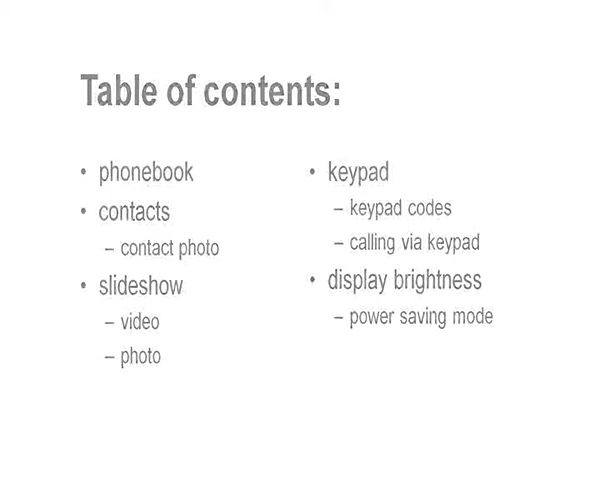 Table of contents:
• phonebook
• contacts
– contact photo
• slideshow
– video
– photo
• keypad
– keypad codes
– calling via keypad
• display brightness
– power saving mode